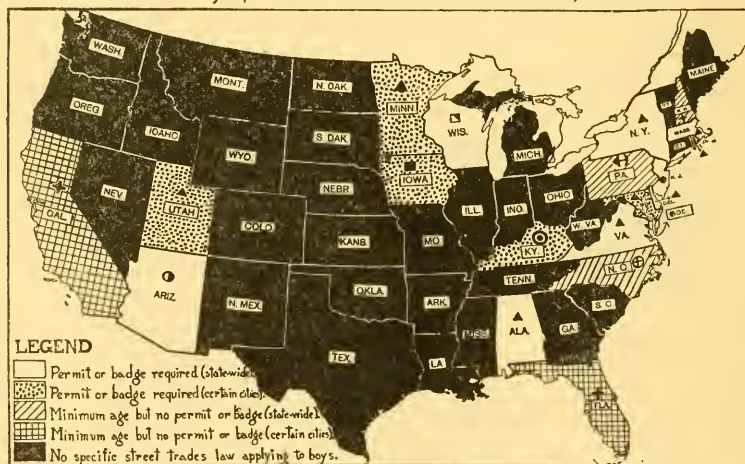 WASH.
MONT.
N. DAK.
MINN
MAINE
OREG
IDAHO
S. DAK.
WIS.
MICH.
N.Y.
MASS.
WYO.
IOWA
PA.
NEV.
NEBR
UTAH
ILL.
IND.
OHIO
W. VA.
CAL.
COLO.
KANS.
MO.
KY.
VA.
N. C.
ARIZ.
N. MEX.
OKLA.
ARK.
TENN.
S. C.
MISS.
ALA.
GA.
TEX.
LA
FLA.
LEGEND
Permit or badge required (state-wide).
Permit or badge required (certain cities).
Minimum age but no permit or badge (state-wide).
Minimum age but no permit or badge (certain cities).
No specific street trades law applying to boys.